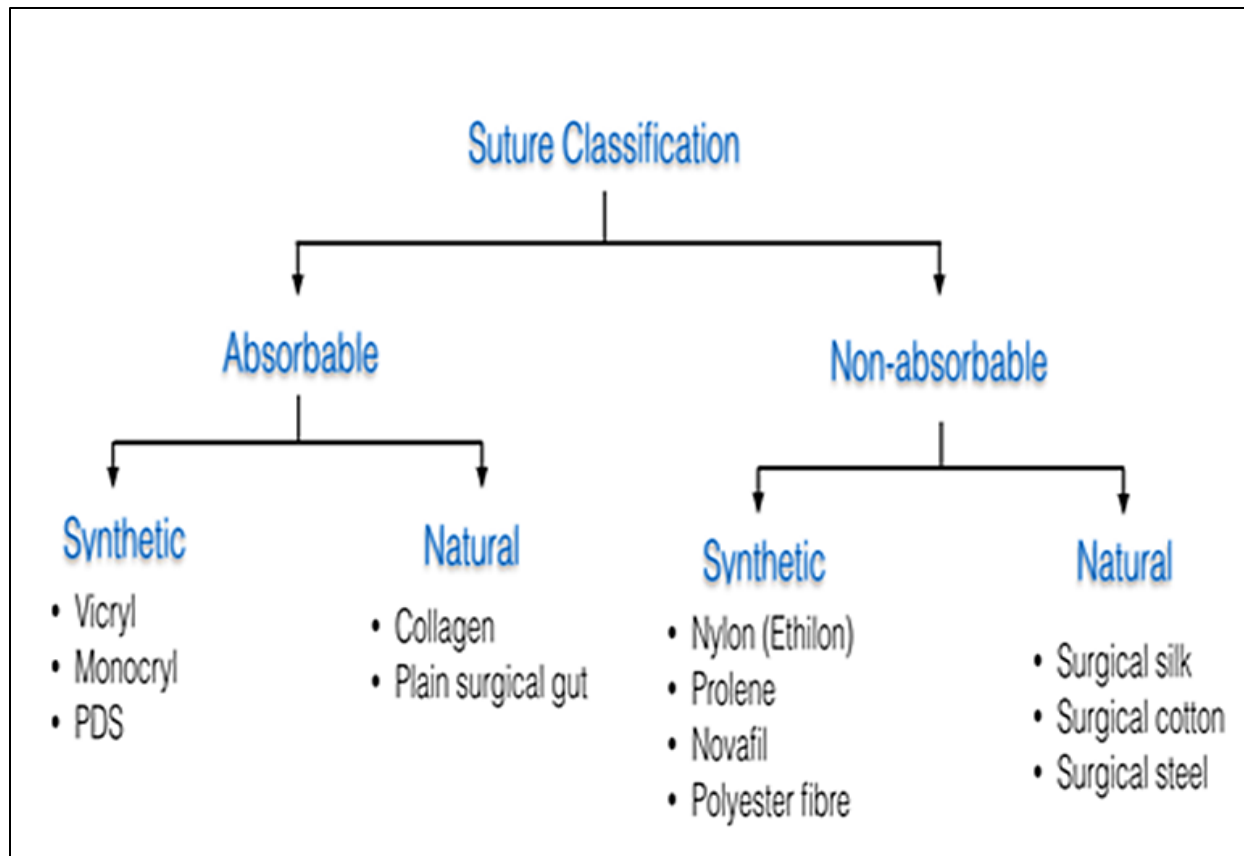 Suture Classification
Absorbable
Non-absorbable
Synthetic
• Vicryl
• Monocryl
• PDS
Natural
• Collagen
• Plain surgical gut
Synthetic
• Nylon (Ethilon)
• Prolene
• Novafil
• Polyester fibre
Natural
• Surgical silk
• Surgical cotton
• Surgical steel